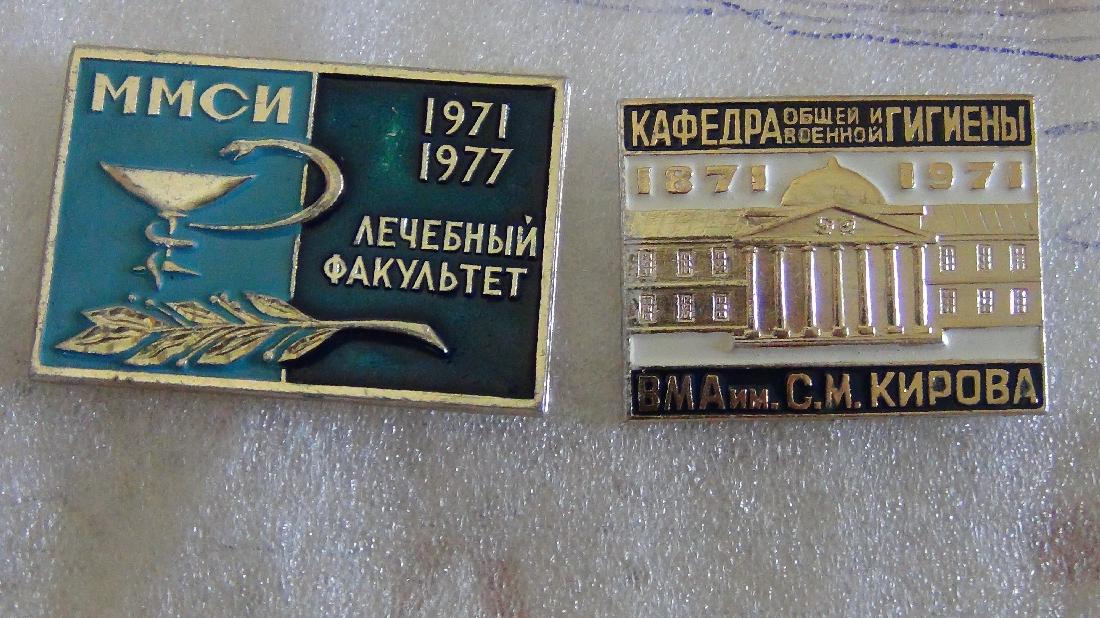 ММСИ
1971
1977
ЛЕЧЕБНЫЙ
ФАКУЛЬТЕТ
КАФЕДРА ОБЩЕЙ И ВОЕННОЙ ГИГИЕНЫ
1871 1971
ВМА им. С.М. КИРОВА